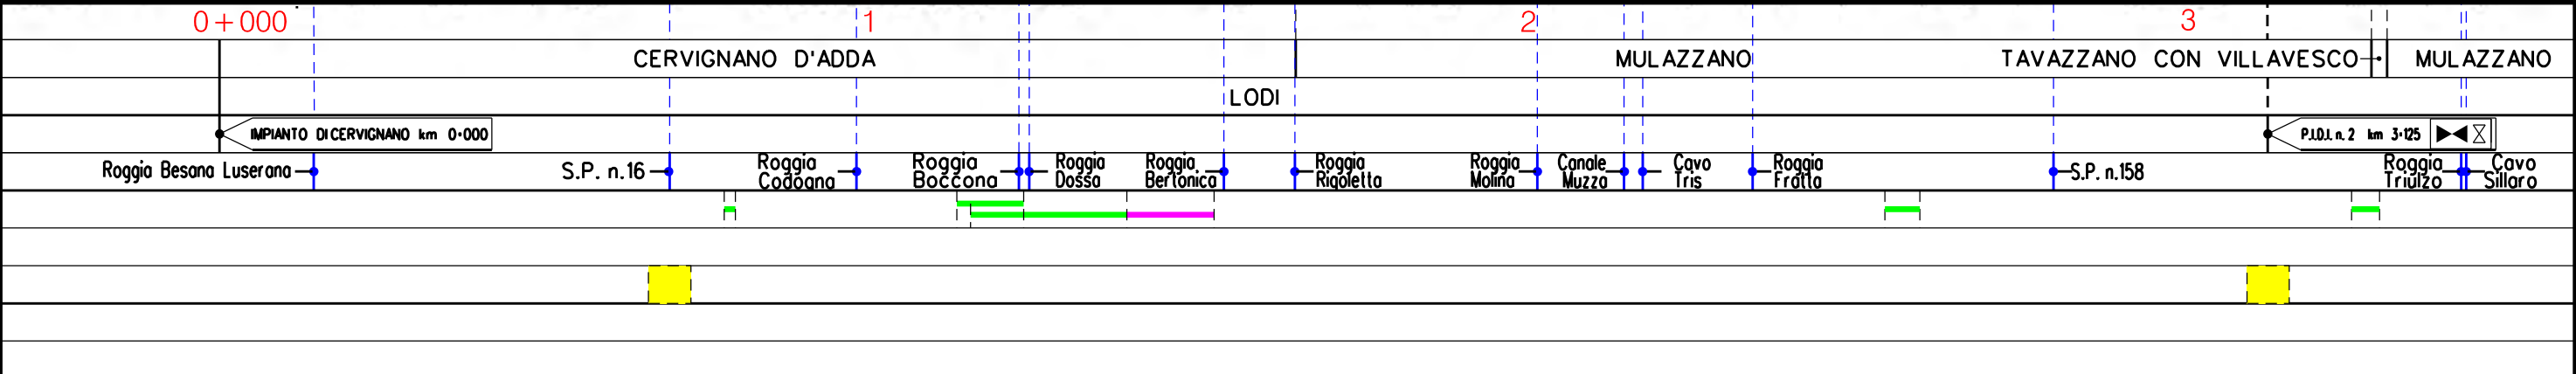 0+000 1 2 3
CERVIGNANO D'ADDA MULAZZANO TAVAZZANO CON VILLAVESCO MULAZZANO
LODI
IMPIANTO DI CERVIGNANO km 0+000 P.I.D.I. n. 2 km 3+125
Roggia Besana Luserana
S.P. n.16
Roggia
Codogna
Roggia
Boccona
Roggia
Dossa
Roggia
Bertonica
Roggia
Rigoletta
Roggia
Molina
Canale
Muzza
Cavo
Tris
Roggia
Fratta
S.P. n.158
Roggia
Triulzo
Cavo
Sillaro